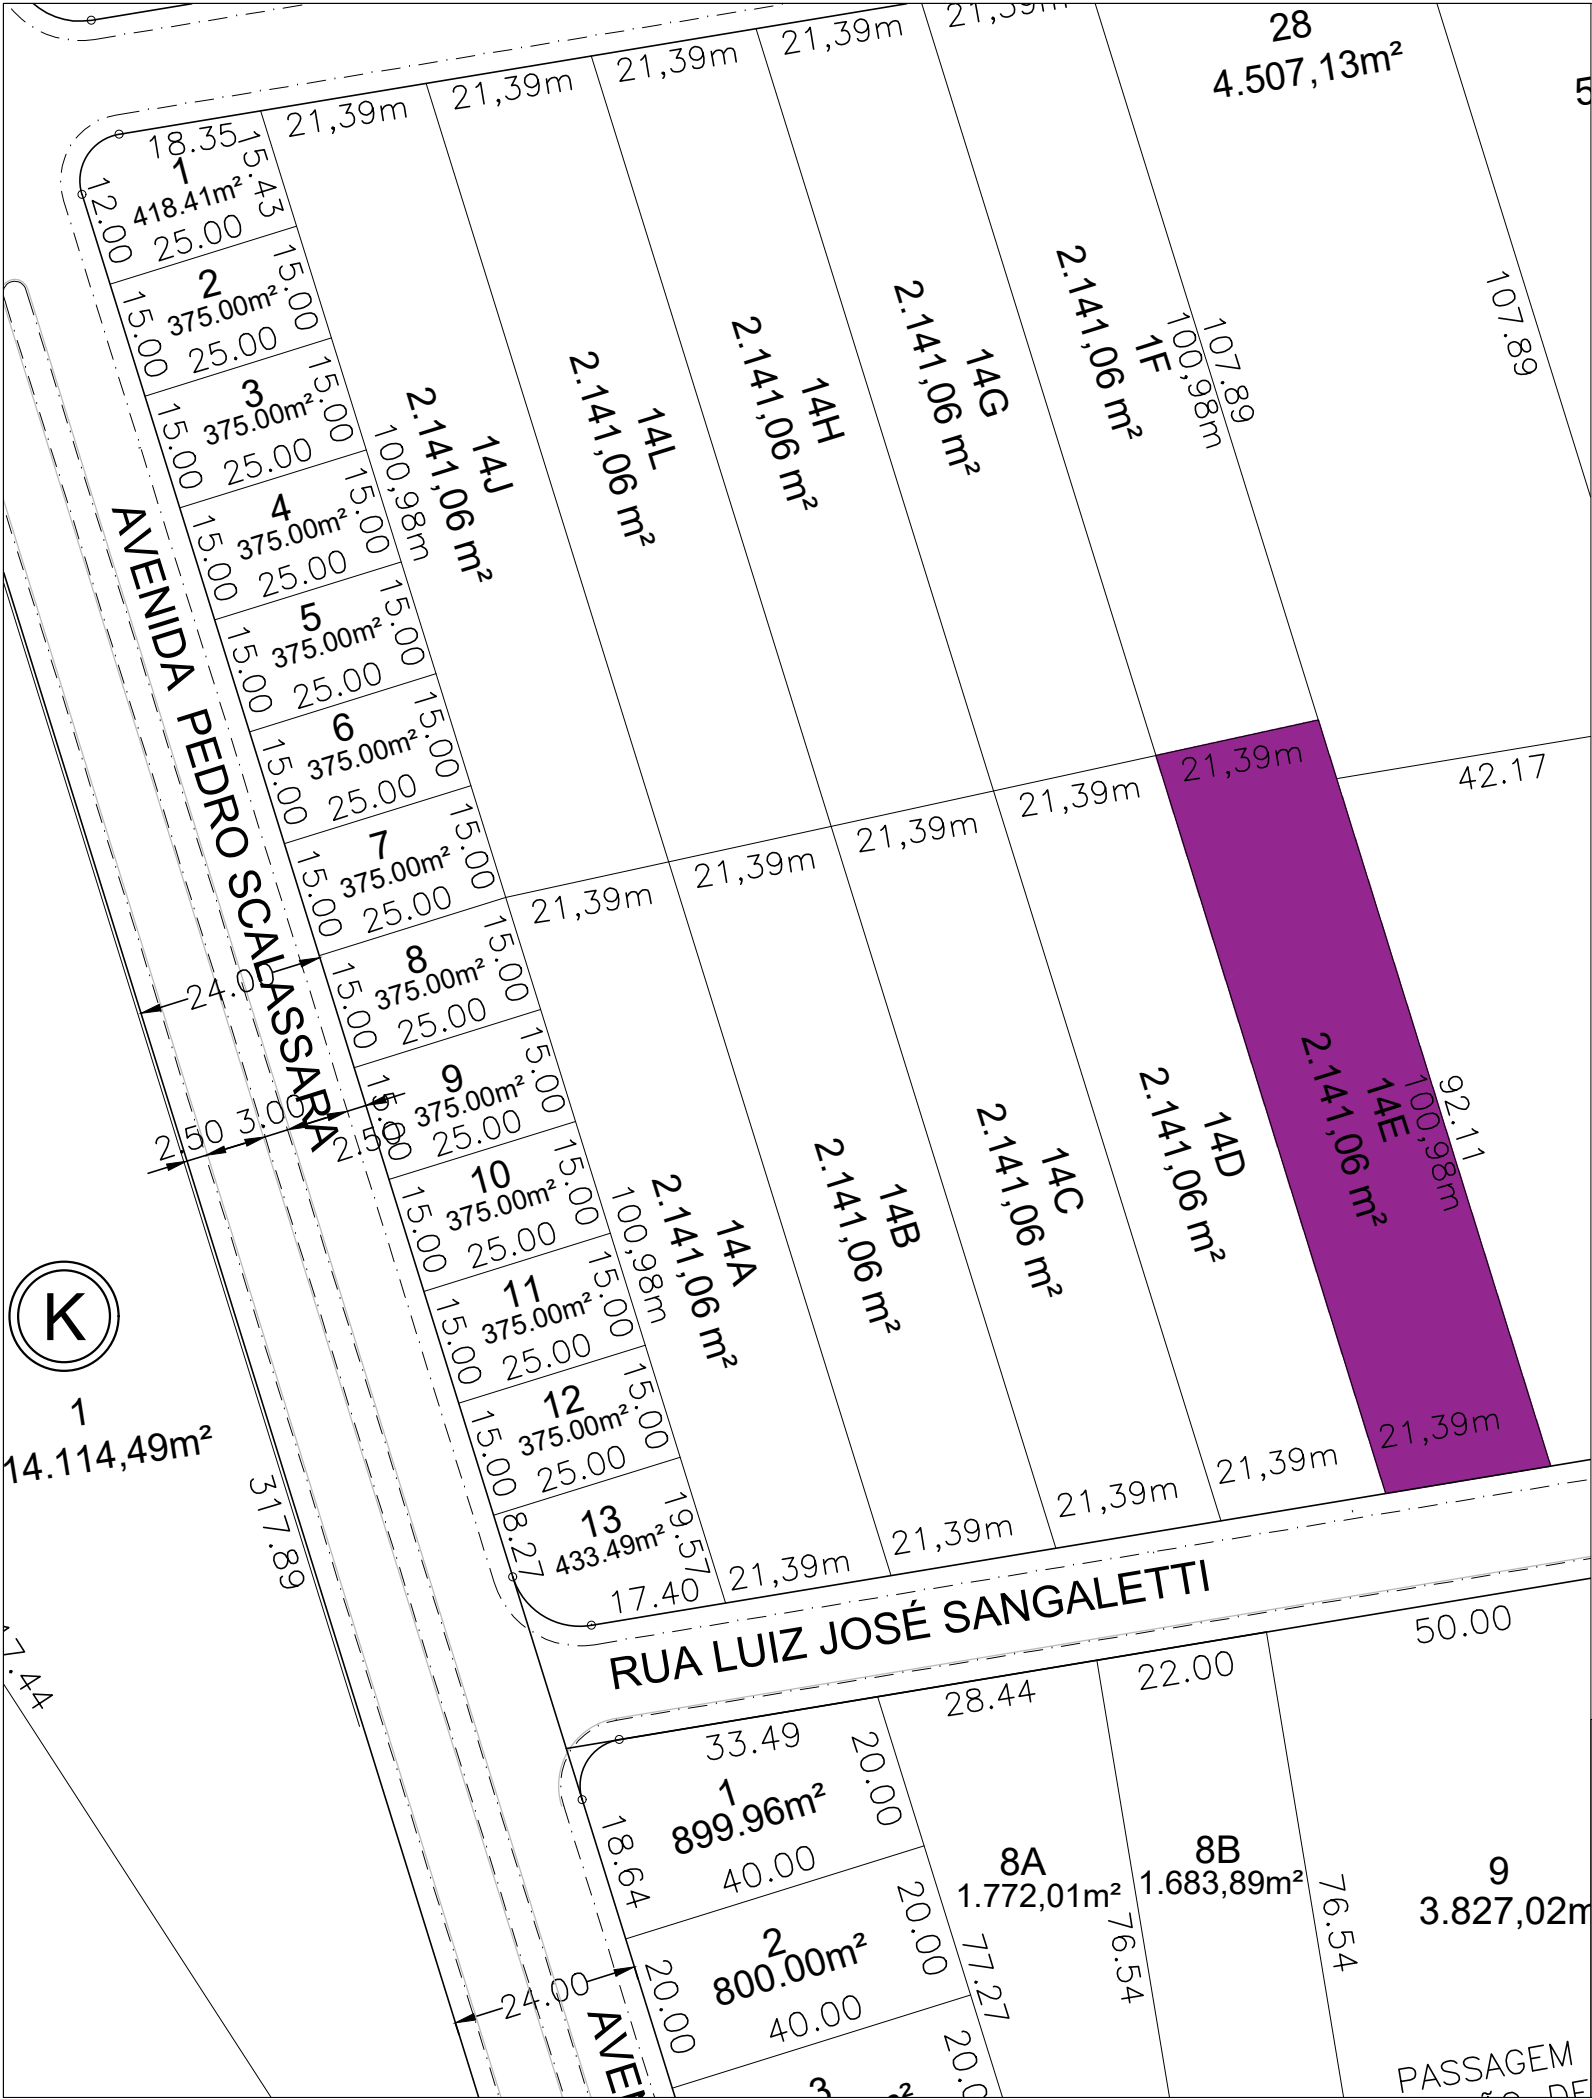 21,39m
21,39m
21,39m
21,39m
21,39m
28
4.507,13m²
18.35
15.43
1
418.41m²
12.00
25.00
2
375.00m²
15.00
15.00
25.00
3
375.00m²
15.00
15.00
25.00
4
375.00m²
15.00
15.00
25.00
5
375.00m²
15.00
15.00
25.00
6
375.00m²
15.00
15.00
25.00
7
375.00m²
15.00
15.00
25.00
8
375.00m²
15.00
15.00
25.00
9
375.00m²
15.00
15.00
25.00
10
375.00m²
15.00
15.00
25.00
11
375.00m²
15.00
15.00
25.00
12
375.00m²
15.00
15.00
25.00
13
433.49m²
8.27
19.57
17.40
14J
2.141,06 m²
100,98m
14L
2.141,06 m²
14H
2.141,06 m²
14G
2.141,06 m²
1F
2.141,06 m²
100,98m
107.89
107.89
42.17
21,39m
21,39m
21,39m
21,39m
21,39m
14A
2.141,06 m²
100,98m
14B
2.141,06 m²
14C
2.141,06 m²
14D
2.141,06 m²
14E
2.141,06 m²
100,98m
92.11
21,39m
21,39m
21,39m
21,39m
21,39m
AVENIDA PEDRO SCALASSARA
24.00
2.50
3.00
2.50
K
1
14.114,49m²
317.89
RUA LUIZ JOSÉ SANGALETTI
33.49
28.44
22.00
50.00
1
899.96m²
20.00
18.64
40.00
2
800.00m²
20.00
20.00
40.00
24.00
8A
1.772,01m²
77.27
8B
1.683,89m²
76.54
76.54
9
3.827,02m
3
PASSAGEM